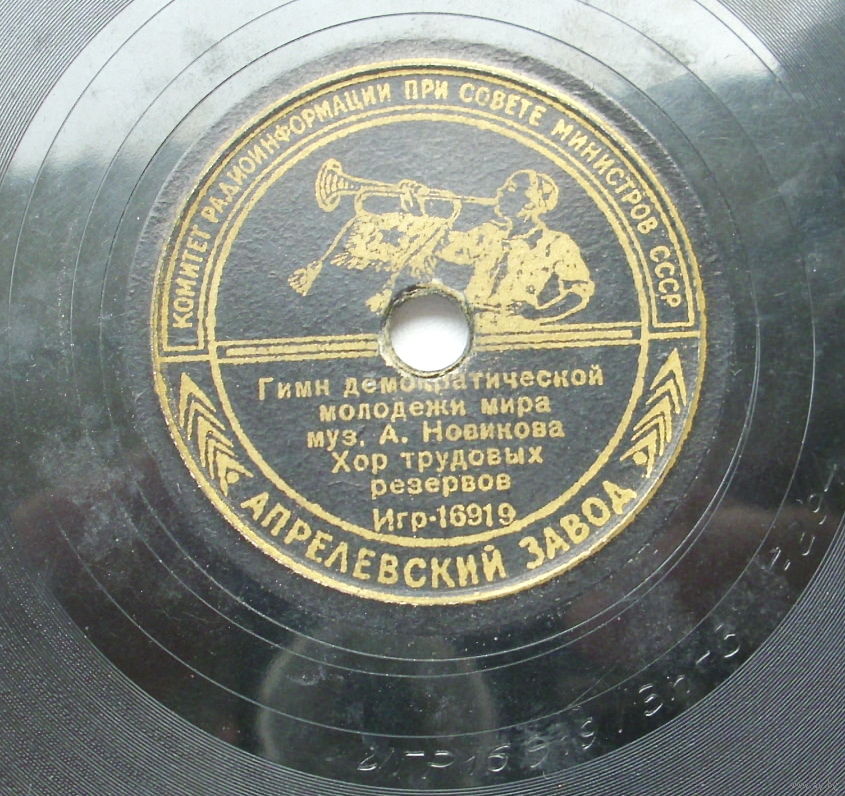 КОМИТЕТ РАДИОИНФОРМАЦИИ ПРИ СОВЕТЕ МИНИСТРОВ СССР
Гимн демократической
молодежи мира
муз. А. Новикова
Хор трудовых
резервов
Игр-16919
АПРЕЛЕВСКИЙ ЗАВОД